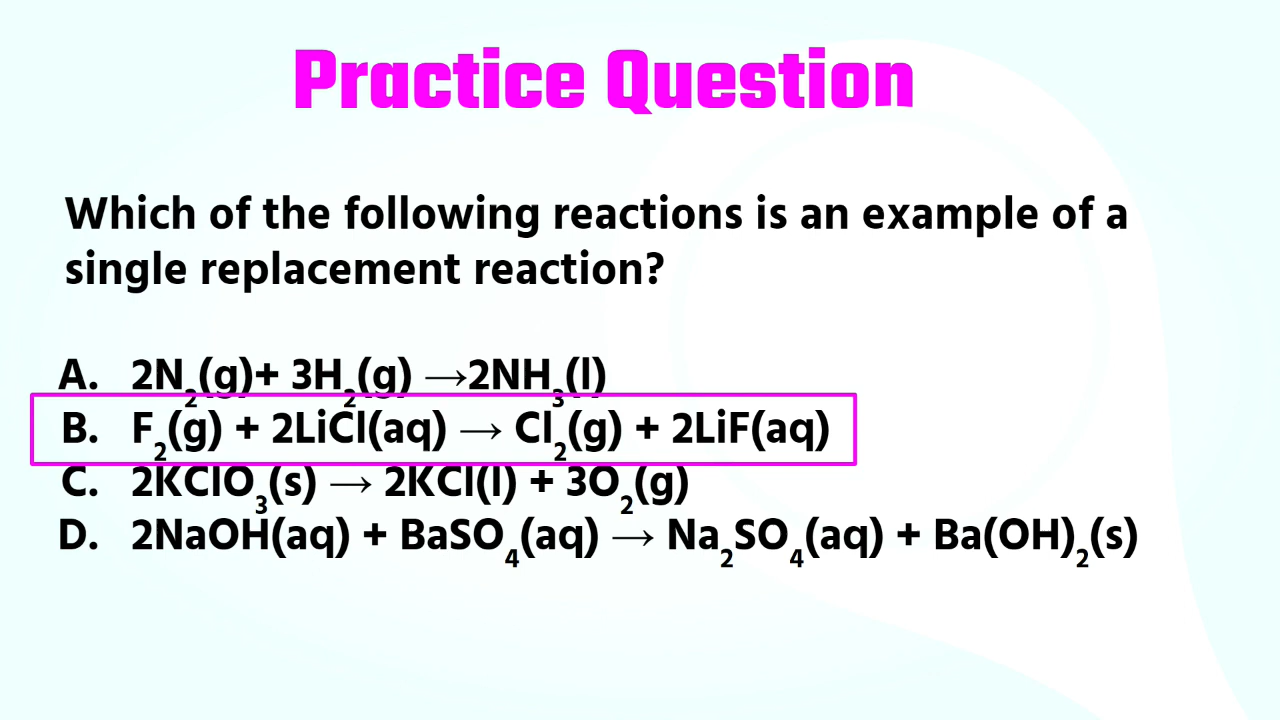 Practice Question
Which of the following reactions is an example of a
single replacement reaction?
A. 2N₂(g)+ 3H₂(g) →2NH₃(l)
B. F₂(g) + 2LiCl(aq) → Cl₂(g) + 2LiF(aq)
C. 2KClO₃(s) → 2KCl(l) + 3O₂(g)
D. 2NaOH(aq) + BaSO₄(aq) → Na₂SO₄(aq) + Ba(OH)₂(s)